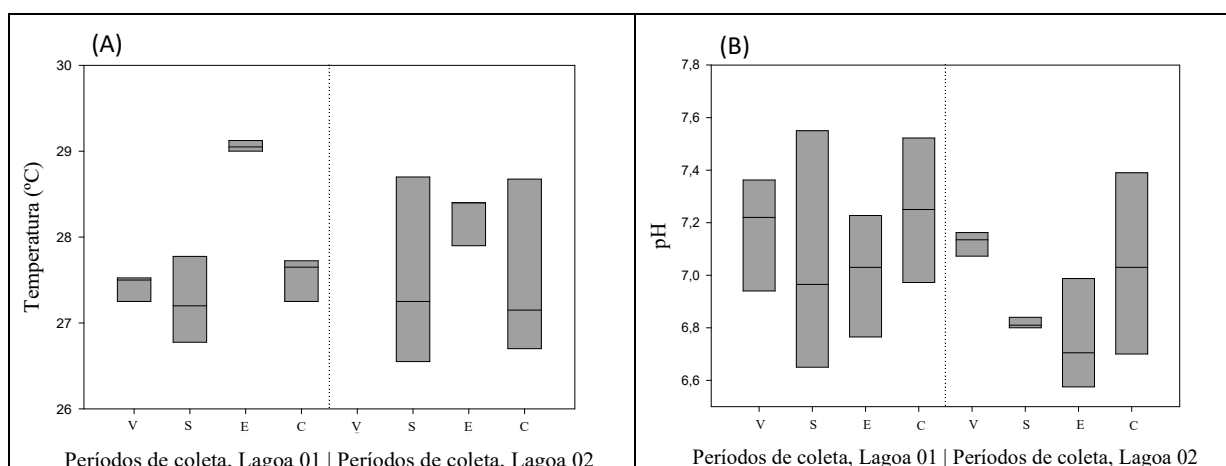 (A)
30
29
28
27
26
Temperatura (ºC)
V S E C V S E C
Períodos de coleta, Lagoa 01 | Períodos de coleta, Lagoa 02
(B)
7,8
7,6
7,4
7,2
7,0
6,8
6,6
pH
V S E C V S E C
Períodos de coleta, Lagoa 01 | Períodos de coleta, Lagoa 02